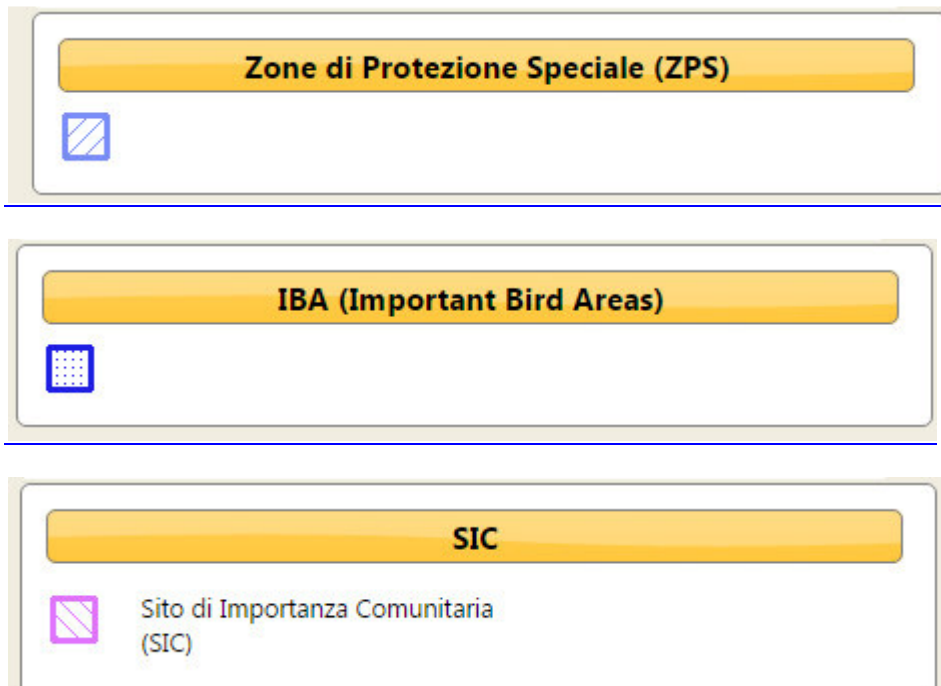 Zone di Protezione Speciale (ZPS)
IBA (Important Bird Areas)
SIC
Sito di Importanza Comunitaria
(SIC)